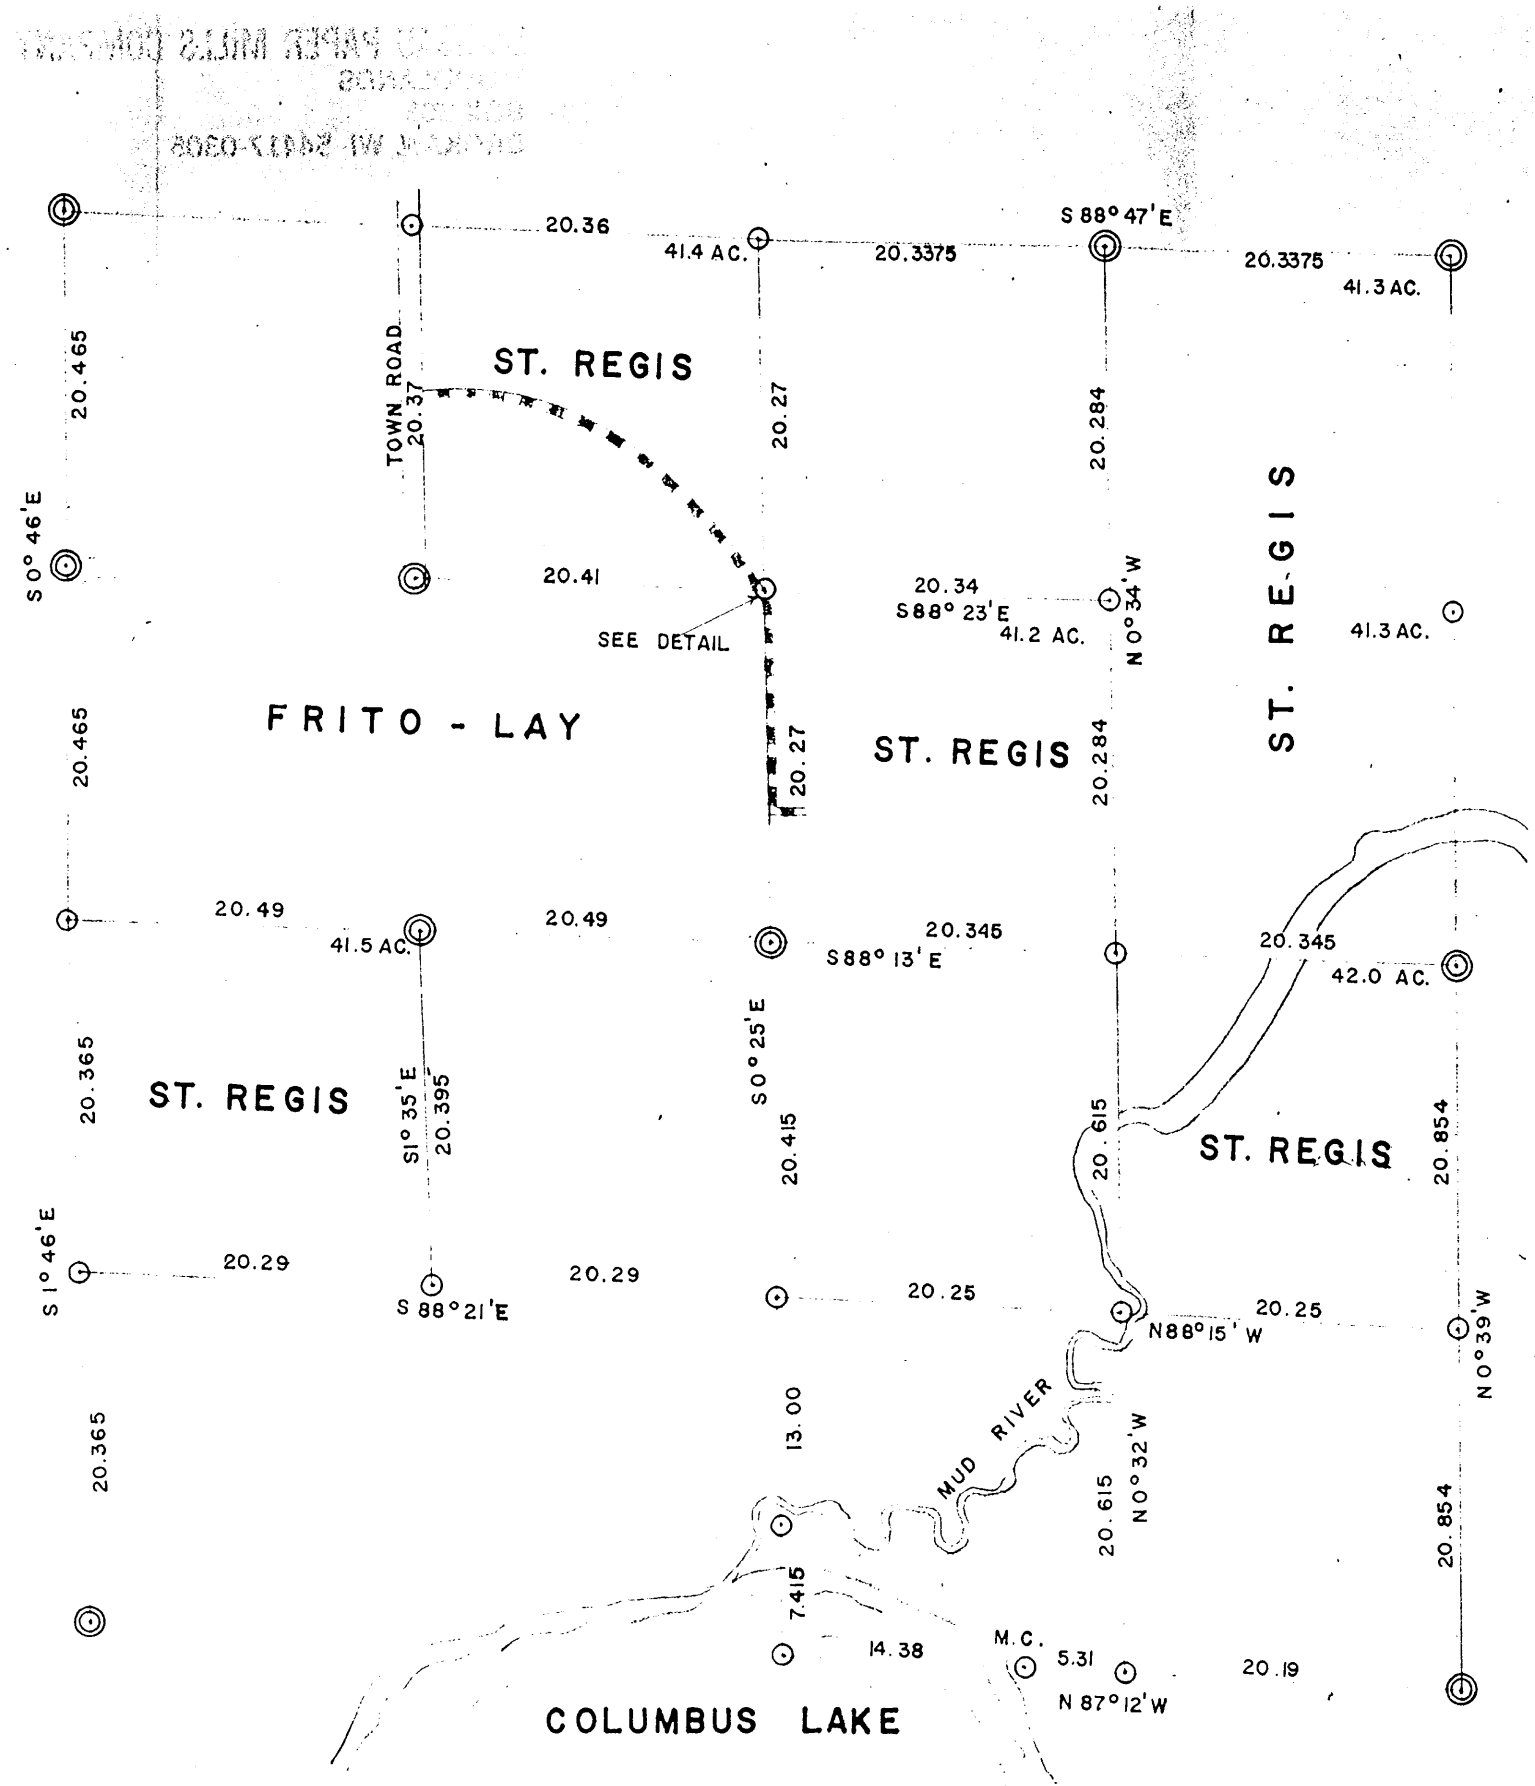 PAPER MILLS COMPANY
WI 54417-0305
S 88° 47' E
20.36
41.4 AC.
20.3375
20.3375
41.3 AC.
20.465
TOWN ROAD
20.37
ST. REGIS
20.27
20.284
ST. REGIS
S 0° 46' E
20.41
SEE DETAIL
20.34
S 88° 23' E
41.2 AC.
N 0° 34' W
41.3 AC.
20.465
FRITO - LAY
20.27
ST. REGIS
20.284
20.49
41.5 AC.
20.49
20.345
S 88° 13' E
20.345
42.0 AC.
20.365
ST. REGIS
S 1° 35' E
20.395
S 0° 25' E
20.415
20.615
ST. REGIS
20.854
S 1° 46' E
20.29
S 88° 21' E
20.29
20.25
20.25
N 88° 15' W
N 0° 39' W
20.365
13.00
MUD RIVER
20.615
N 0° 32' W
20.854
7.415
14.38
M.C.
5.31
N 87° 12' W
20.19
COLUMBUS LAKE